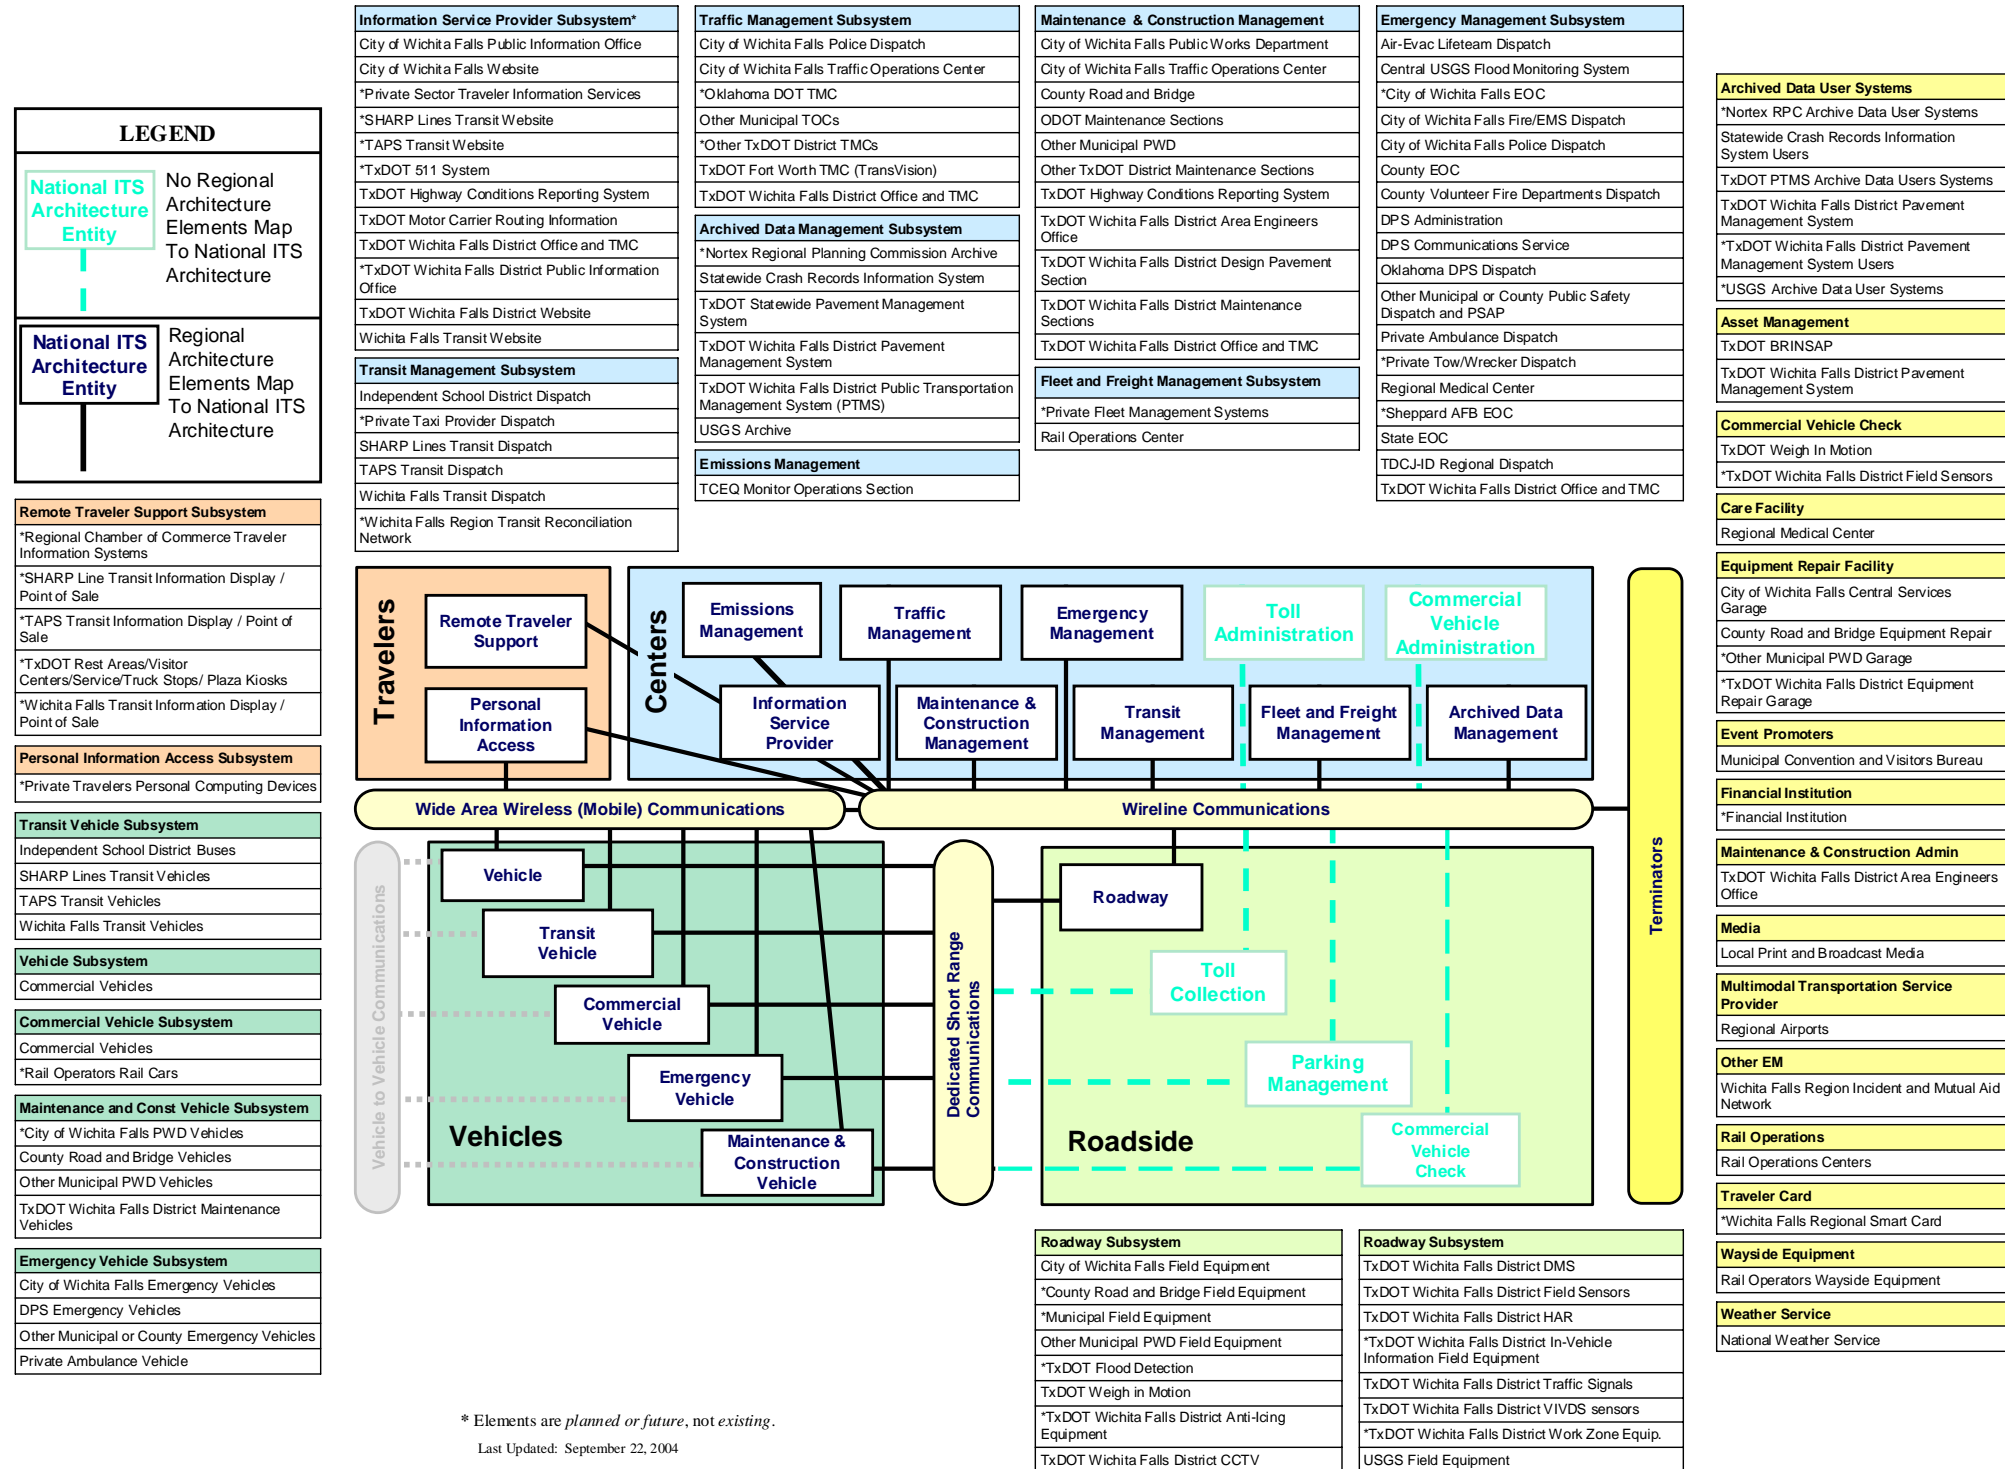 Information Service Provider Subsystem*
City of Wichita Falls Public Information Office
City of Wichita Falls Website
*Private Sector Traveler Information Services
*SHARP Lines Transit Website
*TAPS Transit Website
*TxDOT 511 System
TxDOT Highway Conditions Reporting System
TxDOT Motor Carrier Routing Information
TxDOT Wichita Falls District Office and TMC
*TxDOT Wichita Falls District Public Information
Office
TxDOT Wichita Falls District Website
Wichita Falls Transit Website
Transit Management Subsystem
Independent School District Dispatch
*Private Taxi Provider Dispatch
SHARP Lines Transit Dispatch
TAPS Transit Dispatch
Wichita Falls Transit Dispatch
*Wichita Falls Region Transit Reconciliation
Network
Traffic Management Subsystem
City of Wichita Falls Police Dispatch
City of Wichita Falls Traffic Operations Center
*Oklahoma DOT TMC
Other Municipal TOCs
*Other TxDOT District TMCs
TxDOT Fort Worth TMC (TransVision)
TxDOT Wichita Falls District Office and TMC
Archived Data Management Subsystem
*Nortex Regional Planning Commission Archive
Statewide Crash Records Information System
TxDOT Statewide Pavement Management
System
TxDOT Wichita Falls District Pavement
Management System
TxDOT Wichita Falls District Public Transportation
Management System (PTMS)
USGS Archive
Emissions Management
TCEQ Monitor Operations Section
Maintenance & Construction Management
City of Wichita Falls Public Works Department
City of Wichita Falls Traffic Operations Center
County Road and Bridge
ODOT Maintenance Sections
Other Municipal PWD
Other TxDOT District Maintenance Sections
TxDOT Highway Conditions Reporting System
TxDOT Wichita Falls District Area Engineers
Office
TxDOT Wichita Falls District Design Pavement
Section
TxDOT Wichita Falls District Maintenance
Sections
TxDOT Wichita Falls District Office and TMC
Fleet and Freight Management Subsystem
*Private Fleet Management Systems
Rail Operations Center
Emergency Management Subsystem
Air-Evac Lifeteam Dispatch
Central USGS Flood Monitoring System
*City of Wichita Falls EOC
City of Wichita Falls Fire/EMS Dispatch
City of Wichita Falls Police Dispatch
County EOC
County Volunteer Fire Departments Dispatch
DPS Administration
DPS Communications Service
Oklahoma DPS Dispatch
Other Municipal or County Public Safety
Dispatch and PSAP
Private Ambulance Dispatch
*Private Tow/Wrecker Dispatch
Regional Medical Center
*Sheppard AFB EOC
State EOC
TDCJ-ID Regional Dispatch
TxDOT Wichita Falls District Office and TMC
Archived Data User Systems
*Nortex RPC Archive Data User Systems
Statewide Crash Records Information
System Users
TxDOT PTMS Archive Data Users Systems
TxDOT Wichita Falls District Pavement
Management System
*TxDOT Wichita Falls District Pavement
Management System Users
*USGS Archive Data User Systems
Asset Management
TxDOT BRINSAP
TxDOT Wichita Falls District Pavement
Management System
Commercial Vehicle Check
TxDOT Weigh In Motion
*TxDOT Wichita Falls District Field Sensors
Care Facility
Regional Medical Center
Equipment Repair Facility
City of Wichita Falls Central Services
Garage
County Road and Bridge Equipment Repair
*Other Municipal PWD Garage
*TxDOT Wichita Falls District Equipment
Repair Garage
Event Promoters
Municipal Convention and Visitors Bureau
Financial Institution
*Financial Institution
Maintenance & Construction Admin
TxDOT Wichita Falls District Area Engineers
Office
Media
Local Print and Broadcast Media
Multimodal Transportation Service
Provider
Regional Airports
Other EM
Wichita Falls Region Incident and Mutual Aid
Network
Rail Operations
Rail Operations Centers
Traveler Card
*Wichita Falls Regional Smart Card
Wayside Equipment
Rail Operators Wayside Equipment
Weather Service
National Weather Service
LEGEND
National ITS
Architecture
Entity
No Regional
Architecture
Elements Map
To National ITS
Architecture
National ITS
Architecture
Entity
Regional
Architecture
Elements Map
To National ITS
Architecture
Remote Traveler Support Subsystem
*Regional Chamber of Commerce Traveler
Information Systems
*SHARP Line Transit Information Display /
Point of Sale
*TAPS Transit Information Display / Point of
Sale
*TxDOT Rest Areas/Visitor
Centers/Service/Truck Stops/ Plaza Kiosks
*Wichita Falls Transit Information Display /
Point of Sale
Personal Information Access Subsystem
*Private Travelers Personal Computing Devices
Transit Vehicle Subsystem
Independent School District Buses
SHARP Lines Transit Vehicles
TAPS Transit Vehicles
Wichita Falls Transit Vehicles
Vehicle Subsystem
Commercial Vehicles
Commercial Vehicle Subsystem
Commercial Vehicles
*Rail Operators Rail Cars
Maintenance and Const Vehicle Subsystem
*City of Wichita Falls PWD Vehicles
County Road and Bridge Vehicles
Other Municipal PWD Vehicles
TxDOT Wichita Falls District Maintenance
Vehicles
Emergency Vehicle Subsystem
City of Wichita Falls Emergency Vehicles
DPS Emergency Vehicles
Other Municipal or County Emergency Vehicles
Private Ambulance Vehicle
Travelers
Remote Traveler
Support
Personal
Information
Access
Centers
Emissions
Management
Traffic
Management
Emergency
Management
Toll
Administration
Commercial
Vehicle
Administration
Information
Service
Provider
Maintenance &
Construction
Management
Transit
Management
Fleet and Freight
Management
Archived Data
Management
Wide Area Wireless (Mobile) Communications
Wireline Communications
Terminators
Vehicle to Vehicle Communications
Vehicle
Transit
Vehicle
Commercial
Vehicle
Emergency
Vehicle
Maintenance &
Construction
Vehicle
Vehicles
Dedicated Short Range
Communications
Roadway
Toll
Collection
Parking
Management
Commercial
Vehicle
Check
Roadside
Roadway Subsystem
City of Wichita Falls Field Equipment
*County Road and Bridge Field Equipment
*Municipal Field Equipment
Other Municipal PWD Field Equipment
*TxDOT Flood Detection
TxDOT Weigh in Motion
*TxDOT Wichita Falls District Anti-Icing
Equipment
TxDOT Wichita Falls District CCTV
Roadway Subsystem
TxDOT Wichita Falls District DMS
TxDOT Wichita Falls District Field Sensors
TxDOT Wichita Falls District HAR
*TxDOT Wichita Falls District In-Vehicle
Information Field Equipment
TxDOT Wichita Falls District Traffic Signals
TxDOT Wichita Falls District VIVDS sensors
*TxDOT Wichita Falls District Work Zone Equip.
USGS Field Equipment
* Elements are planned or future, not existing.
Last Updated: September 22, 2004